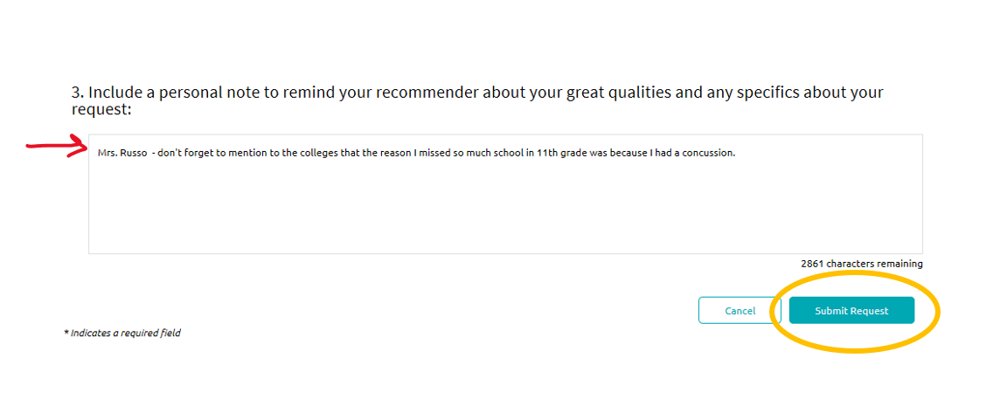 3. Include a personal note to remind your recommender about your great qualities and any specifics about your
request:
Mrs. Russo  - don't forget to mention to the colleges that the reason I missed so much school in 11th grade was because I had a concussion.
2861 characters remaining
Cancel
Submit Request
* Indicates a required field